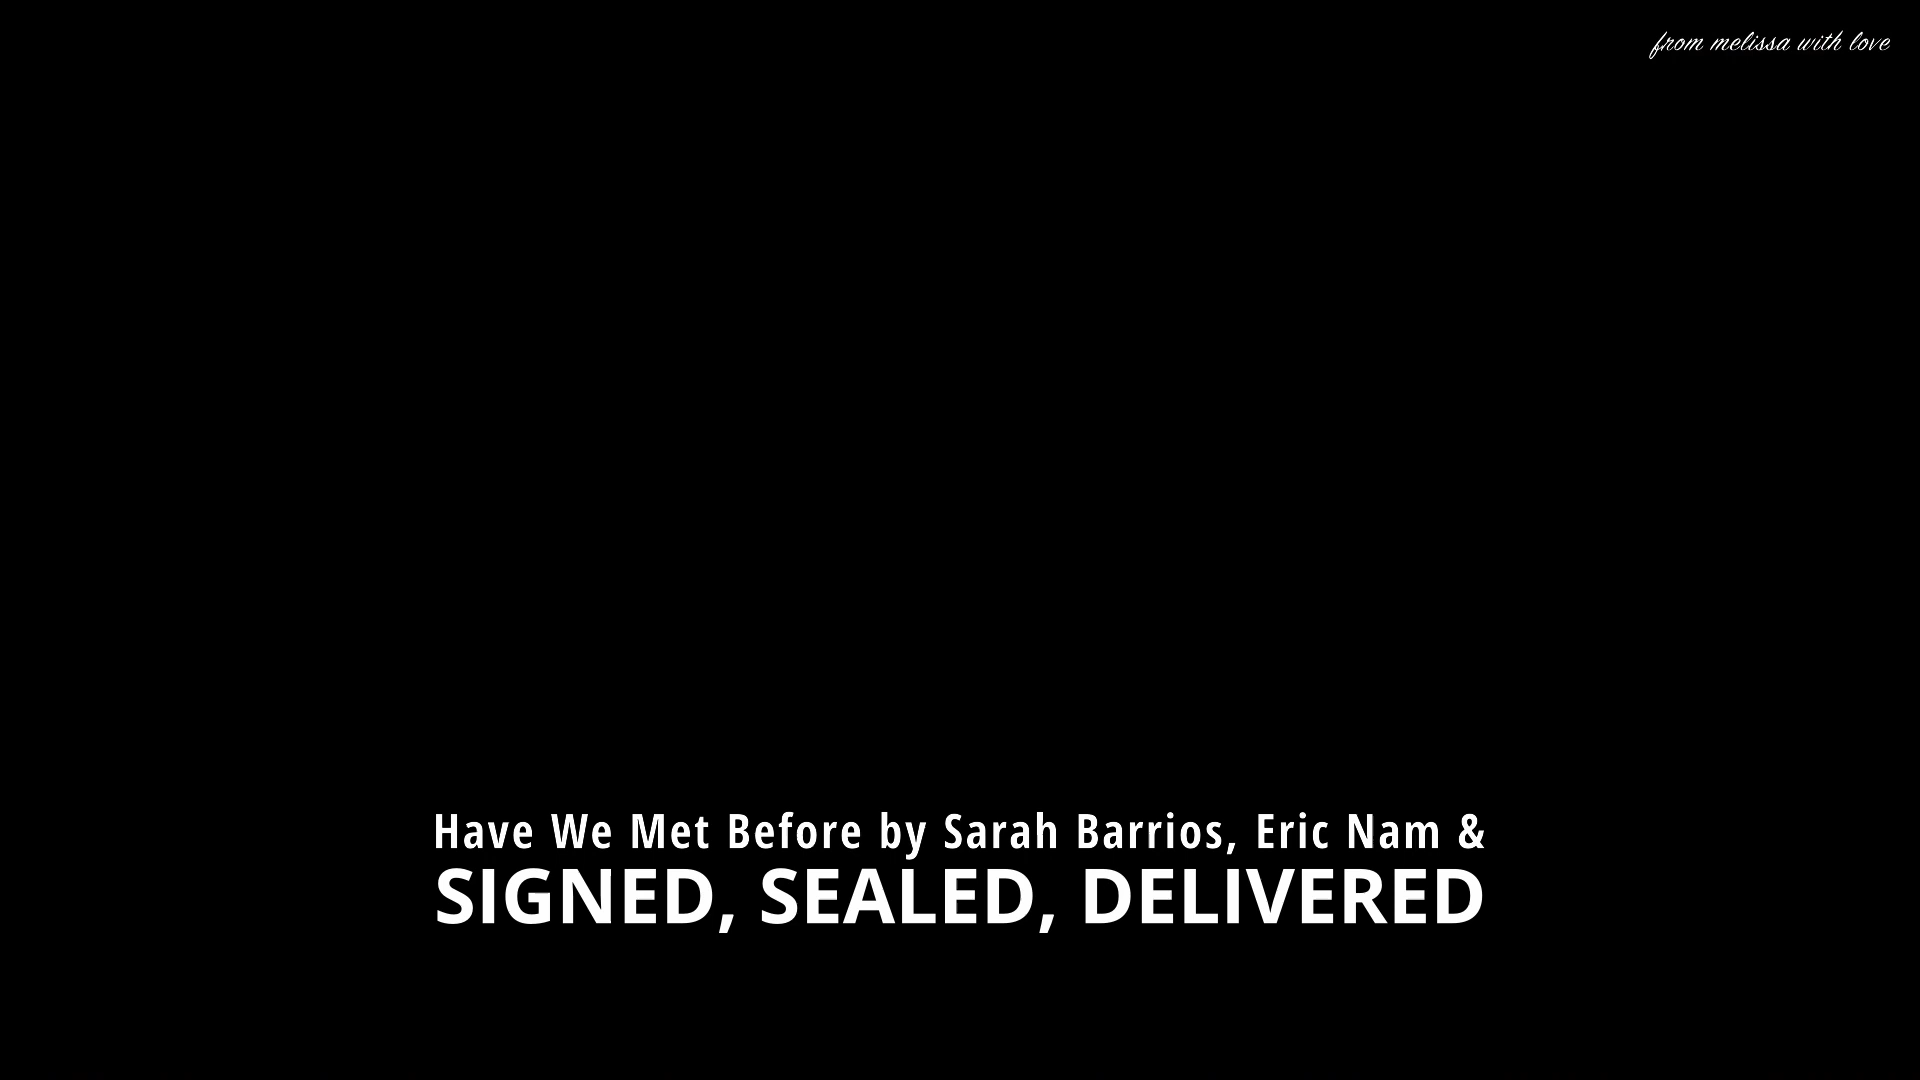 from melissa with love
Have We Met Before by Sarah Barrios, Eric Nam &
SIGNED, SEALED, DELIVERED